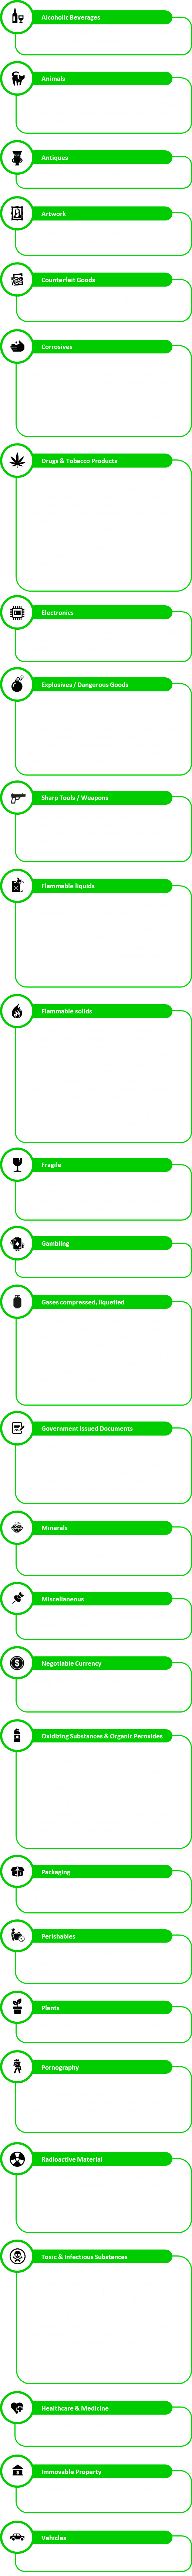 Alcoholic Beverages
Animals
Antiques
Artwork
Counterfeit Goods
Corrosives
Drugs & Tobacco Products
Electronics
Explosives / Dangerous Goods
Sharp Tools / Weapons
Flammable liquids
Flammable solids
Fragile
Gambling
Gases compressed, liquefied
Government Issued Documents
Minerals
Miscellaneous
Negotiable Currency
Oxidizing Substances & Organic Peroxides
Packaging
Perishables
Plants
Pornography
Radioactive Material
Toxic & Infectious Substances
Healthcare & Medicine
Immovable Property
Vehicles